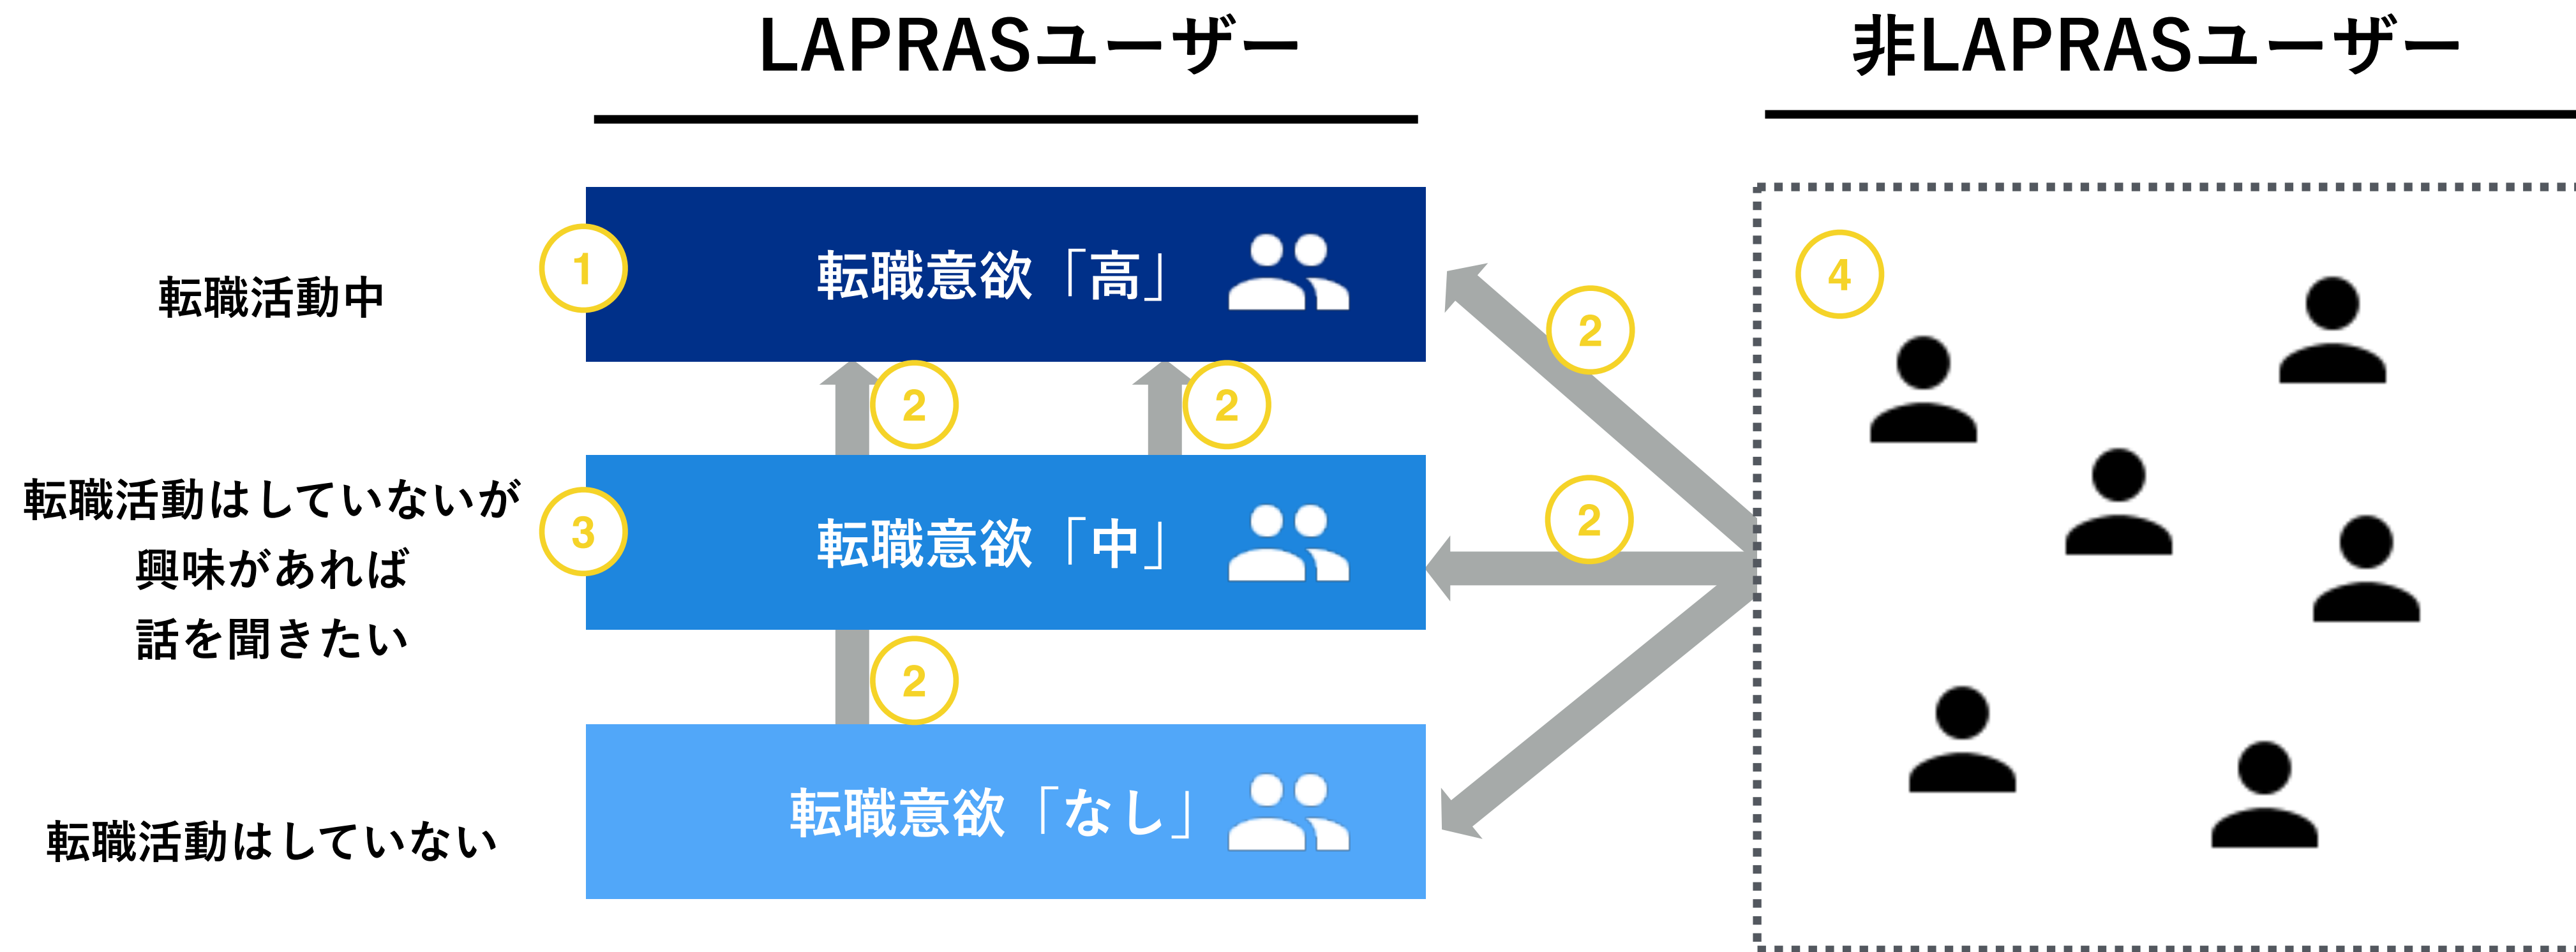 LAPRASユーザー
非LAPRASユーザー
転職活動中
1
転職意欲「高」
2
4
2
2
転職活動はしていないが
興味があれば
話を聞きたい
3
転職意欲「中」
2
2
転職活動はしていない
転職意欲「なし」